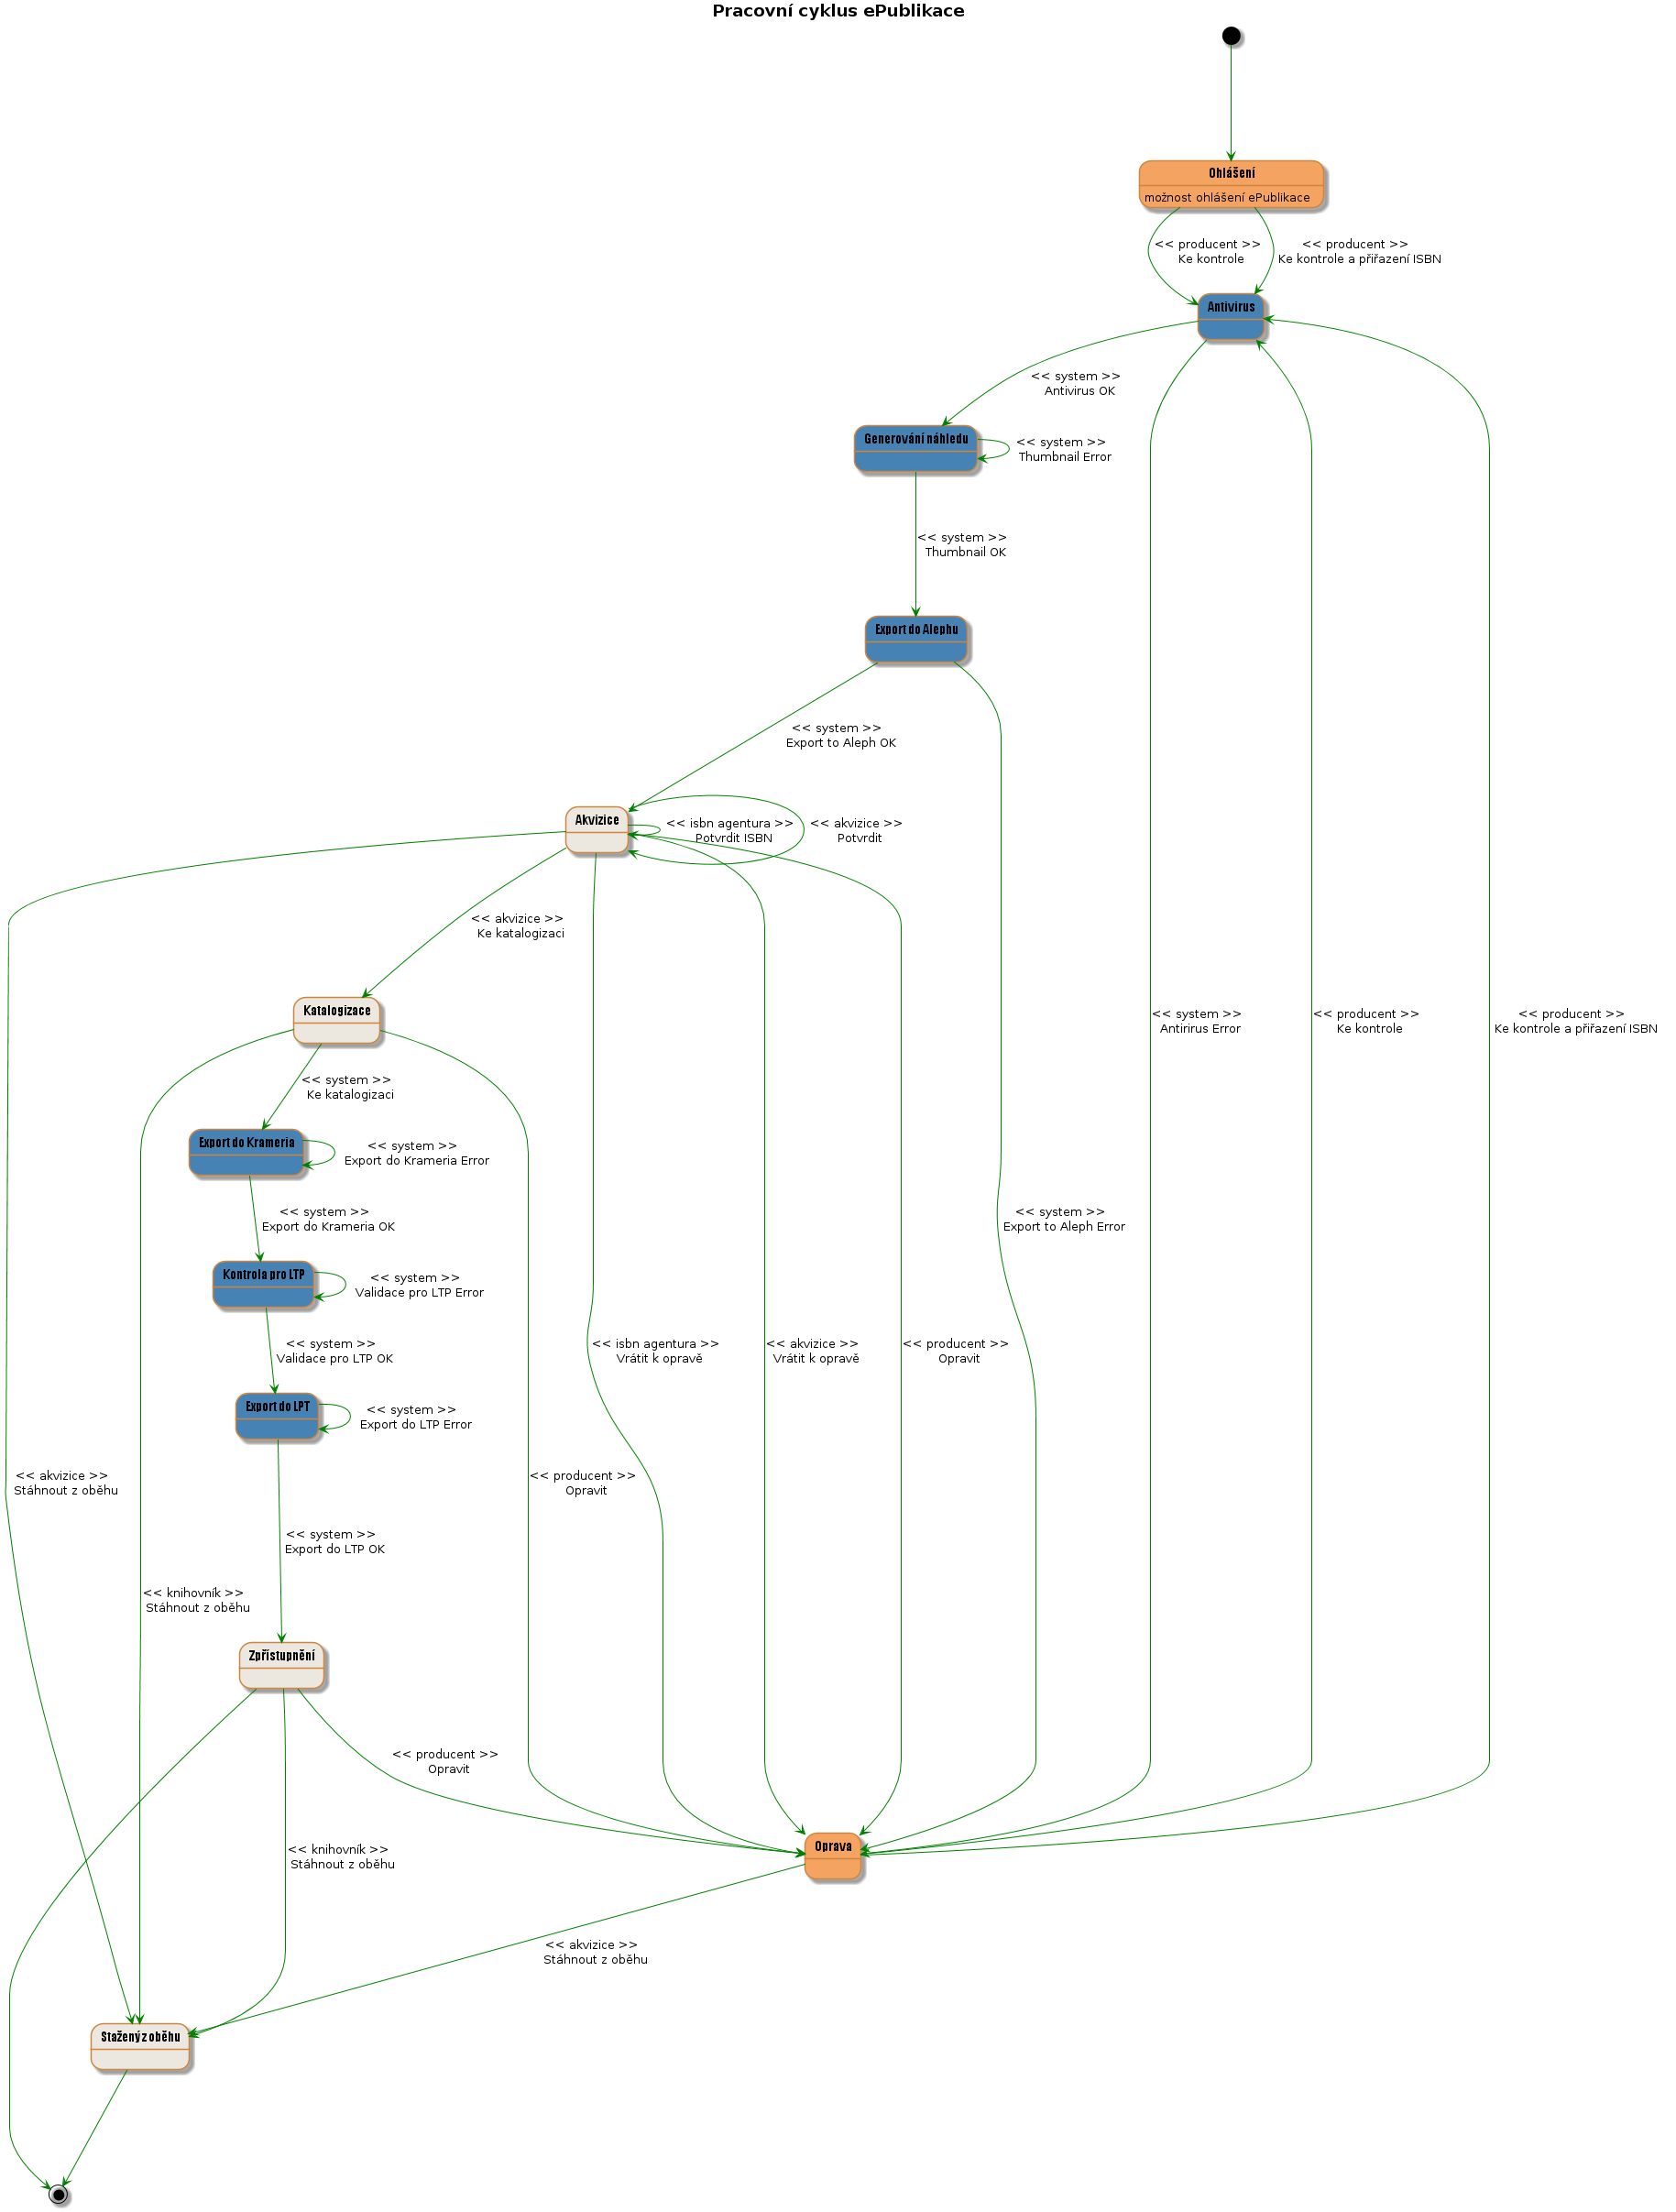 Pracovní cyklus ePublikace
Ohlášení
možnost ohlášení ePublikace
<< producent >>
Ke kontrole
<< producent >>
Ke kontrole a přiřazení ISBN
Antivirus
<< system >>
Antivirus OK
Generování náhledu
<< system >>
Thumbnail Error
<< system >>
Thumbnail OK
Export do Alephu
<< system >>
Export to Aleph OK
Akvizice
<< isbn agentura >>
Potvrdit ISBN
<< akvizice >>
Potvrdit
<< akvizice >>
Ke katalogizaci
Katalogizace
<< system >>
Antirirus Error
<< producent >>
Ke kontrole
<< producent >>
Ke kontrole a přiřazení ISBN
<< system >>
Ke katalogizaci
Export do Krameria
<< system >>
Export do Krameria Error
<< system >>
Export do Krameria OK
<< system >>
Export to Aleph Error
Kontrola pro LTP
<< system >>
Validace pro LTP Error
<< system >>
Validace pro LTP OK
<< isbn agentura >>
Vrátit k opravě
<< akvizice >>
Vrátit k opravě
<< producent >>
Opravit
Export do LPT
<< system >>
Export do LTP Error
<< akvizice >>
Stáhnout z oběhu
<< producent >>
Opravit
<< system >>
Export do LTP OK
<< knihovník >>
Stáhnout z oběhu
Zpřístupnění
<< producent >>
Opravit
Oprava
<< knihovník >>
Stáhnout z oběhu
<< akvizice >>
Stáhnout z oběhu
Stažený z oběhu